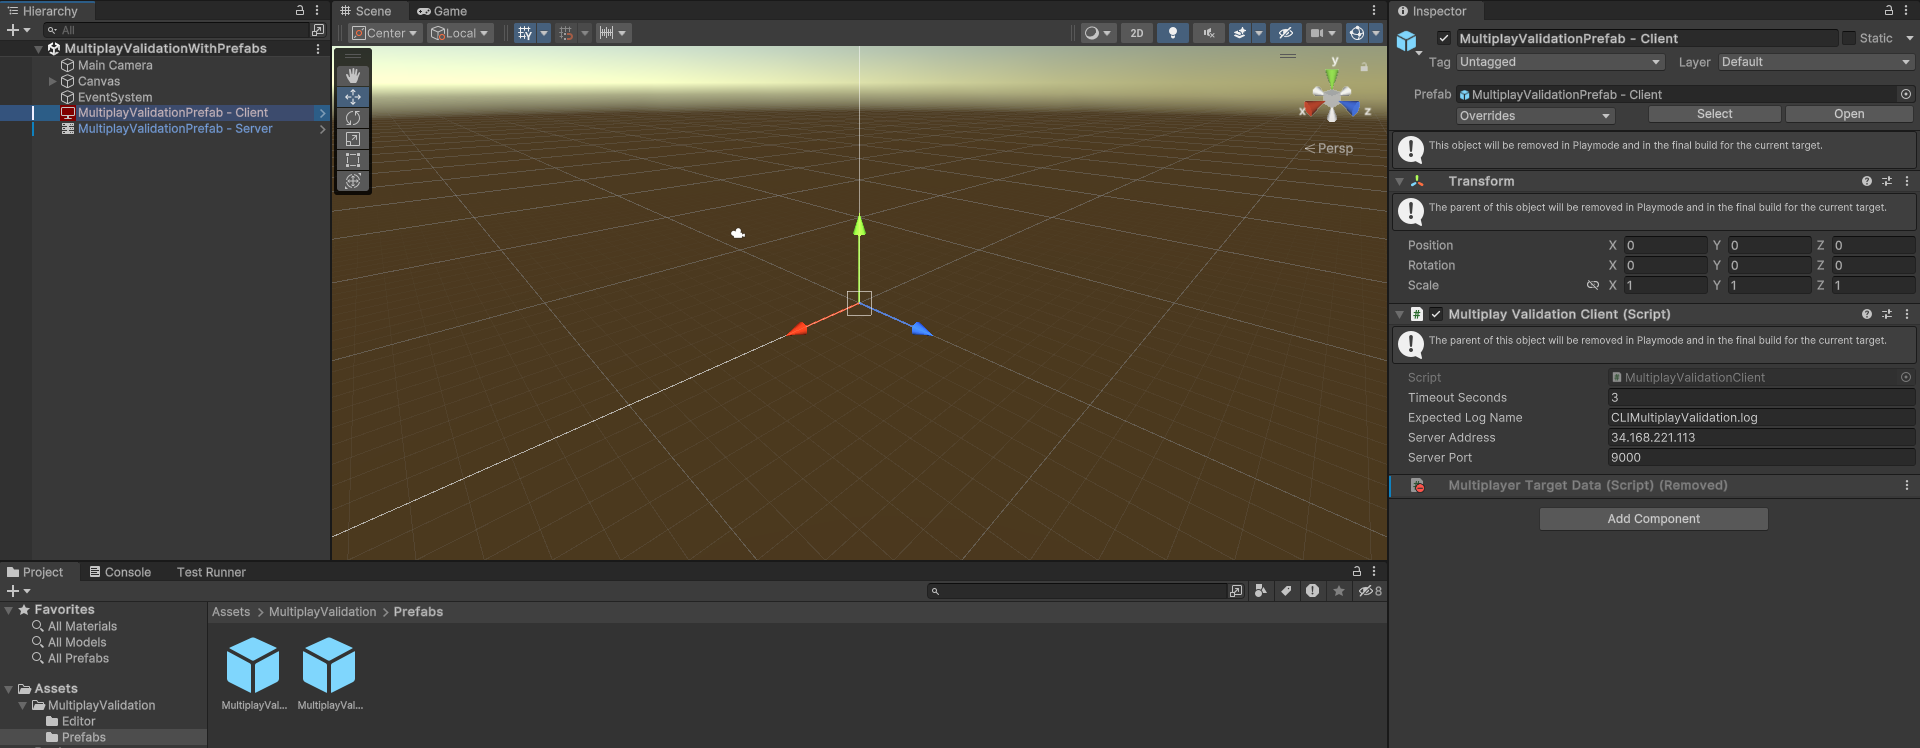 Hierarchy
All
MultiplayValidationWithPrefabs
Main Camera
Canvas
EventSystem
MultiplayValidationPrefab - Client
MultiplayValidationPrefab - Server
Scene
Game
Center
Local
2D
y
x
z
Persp
Inspector
MultiplayValidationPrefab - Client
Static
Tag Untagged Layer Default
Prefab MultiplayValidationPrefab - Client
Overrides Select Open
This object will be removed in Playmode and in the final build for the current target.
Transform
The parent of this object will be removed in Playmode and in the final build for the current target.
Position X 0 Y 0 Z 0
Rotation X 0 Y 0 Z 0
Scale X 1 Y 1 Z 1
# Multiplay Validation Client (Script)
The parent of this object will be removed in Playmode and in the final build for the current target.
Script MultiplayValidationClient
Timeout Seconds 3
Expected Log Name CLIMultiplayValidation.log
Server Address 34.168.221.113
Server Port 9000
Multiplayer Target Data (Script) (Removed)
Add Component
Project
Console
Test Runner
8
Favorites
All Materials
All Models
All Prefabs
Assets
MultiplayValidation
Editor
Prefabs
Assets > MultiplayValidation > Prefabs
MultiplayVal...
MultiplayVal...